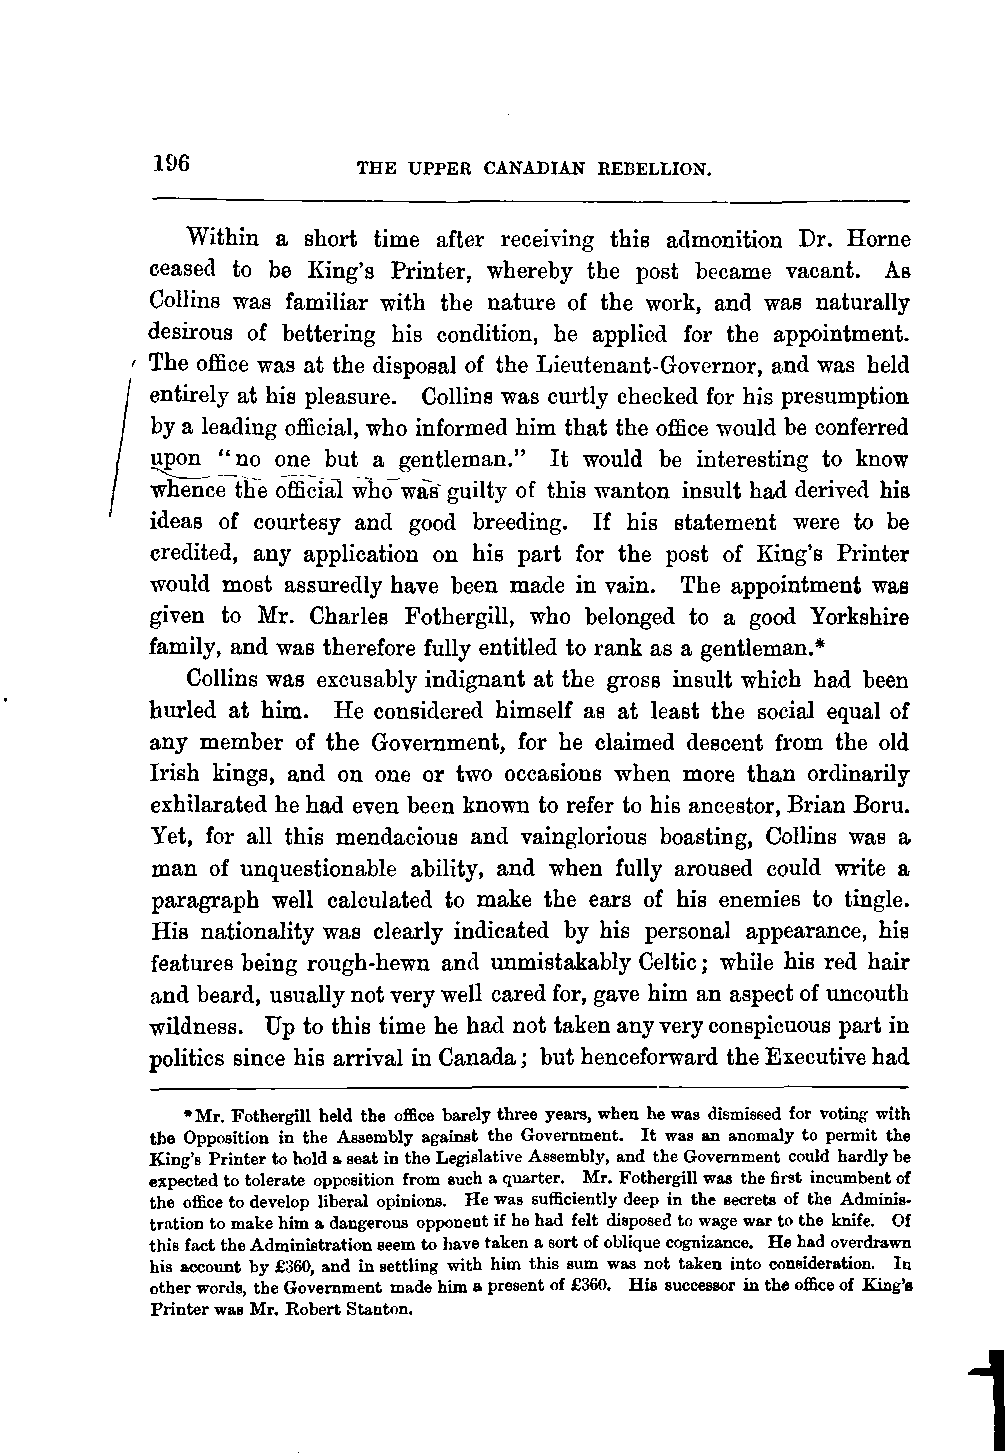 196
THE UPPER CANADIAN REBELLION.
Within a short time after receiving this admonition Dr. Horne
ceased to be King's Printer, whereby the post became vacant. As
Collins was familiar with the nature of the work, and was naturally
desirous of bettering his condition, he applied for the appointment.
The office was at the disposal of the Lieutenant-Governor, and was held
entirely at his pleasure. Collins was curtly checked for his presumption
by a leading official, who informed him that the office would be conferred
upon "no one but a gentleman." It would be interesting to know
whence the official who was guilty of this wanton insult had derived his
ideas of courtesy and good breeding. If his statement were to be
credited, any application on his part for the post of King's Printer
would most assuredly have been made in vain. The appointment was
given to Mr. Charles Fothergill, who belonged to a good Yorkshire
family, and was therefore fully entitled to rank as a gentleman.*
Collins was excusably indignant at the gross insult which had been
hurled at him. He considered himself as at least the social equal of
any member of the Government, for he claimed descent from the old
Irish kings, and on one or two occasions when more than ordinarily
exhilarated he had even been known to refer to his ancestor, Brian Boru.
Yet, for all this mendacious and vainglorious boasting, Collins was a
man of unquestionable ability, and when fully aroused could write a
paragraph well calculated to make the ears of his enemies to tingle.
His nationality was clearly indicated by his personal appearance, his
features being rough-hewn and unmistakably Celtic; while his red hair
and beard, usually not very well cared for, gave him an aspect of uncouth
wildness. Up to this time he had not taken any very conspicuous part in
politics since his arrival in Canada; but henceforward the Executive had
*Mr. Fothergill held the office barely three years, when he was dismissed for voting with
the Opposition in the Assembly against the Government. It was an anomaly to permit the
King's Printer to hold a seat in the Legislative Assembly, and the Government could hardly be
expected to tolerate opposition from such a quarter. Mr. Fothergill was the first incumbent of
the office to develop liberal opinions. He was sufficiently deep in the secrets of the Adminis-
tration to make him a dangerous opponent if he had felt disposed to wage war to the knife. Of
this fact the Administration seem to have taken a sort of oblique cognizance. He had overdrawn
his account by £360, and in settling with him this sum was not taken into consideration. In
other words, the Government made him a present of £360. His successor in the office of King's
Printer was Mr. Robert Stanton.